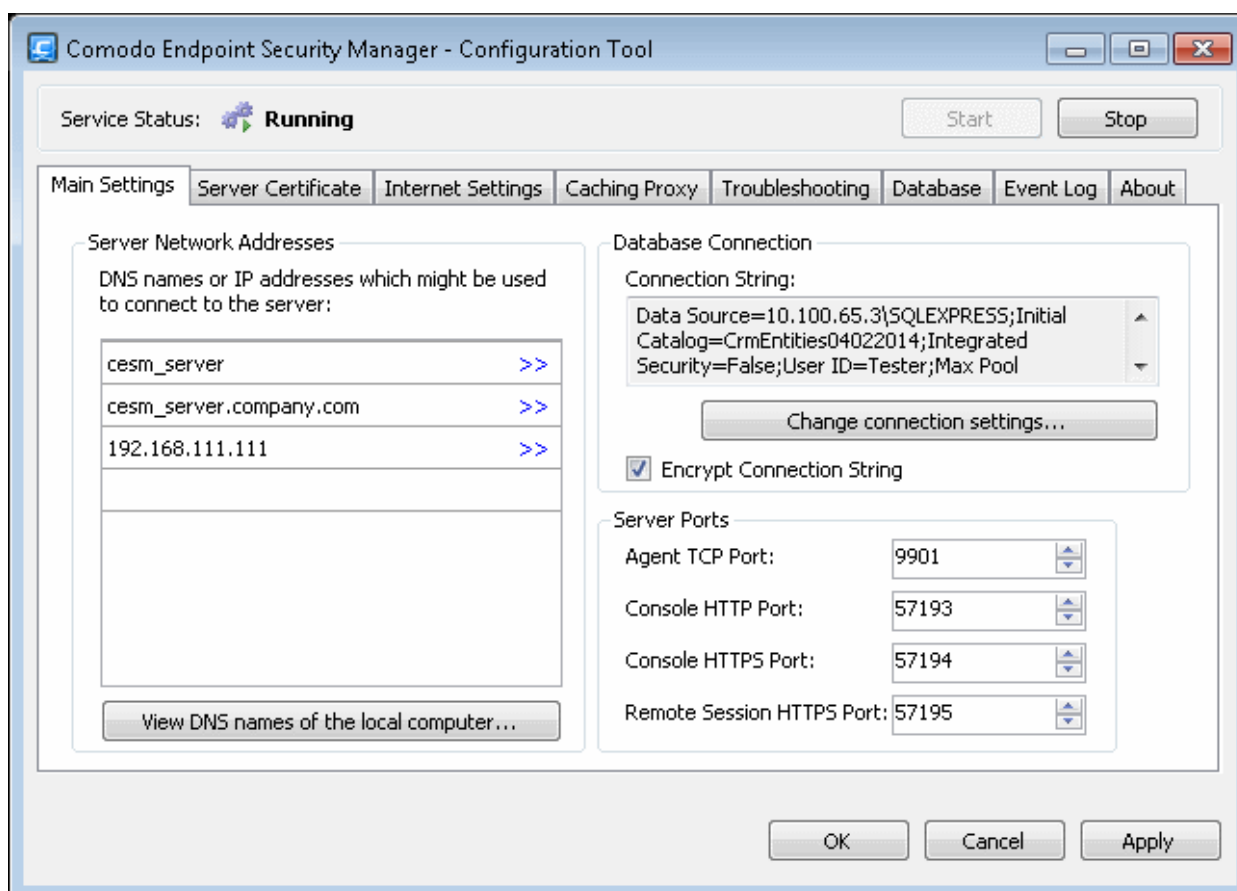 Comodo Endpoint Security Manager - Configuration Tool
Service Status: Running
Start
Stop
Main Settings
Server Certificate
Internet Settings
Caching Proxy
Troubleshooting
Database
Event Log
About
Server Network Addresses
DNS names or IP addresses which might be used
to connect to the server:
cesm_server >>
cesm_server.company.com >>
192.168.111.111 >>
View DNS names of the local computer...
Database Connection
Connection String:
Data Source=10.100.65.3\SQLEXPRESS;Initial
Catalog=CrmEntities04022014;Integrated
Security=False;User ID=Tester;Max Pool
Change connection settings...
Encrypt Connection String
Server Ports
Agent TCP Port: 9901
Console HTTP Port: 57193
Console HTTPS Port: 57194
Remote Session HTTPS Port: 57195
OK
Cancel
Apply